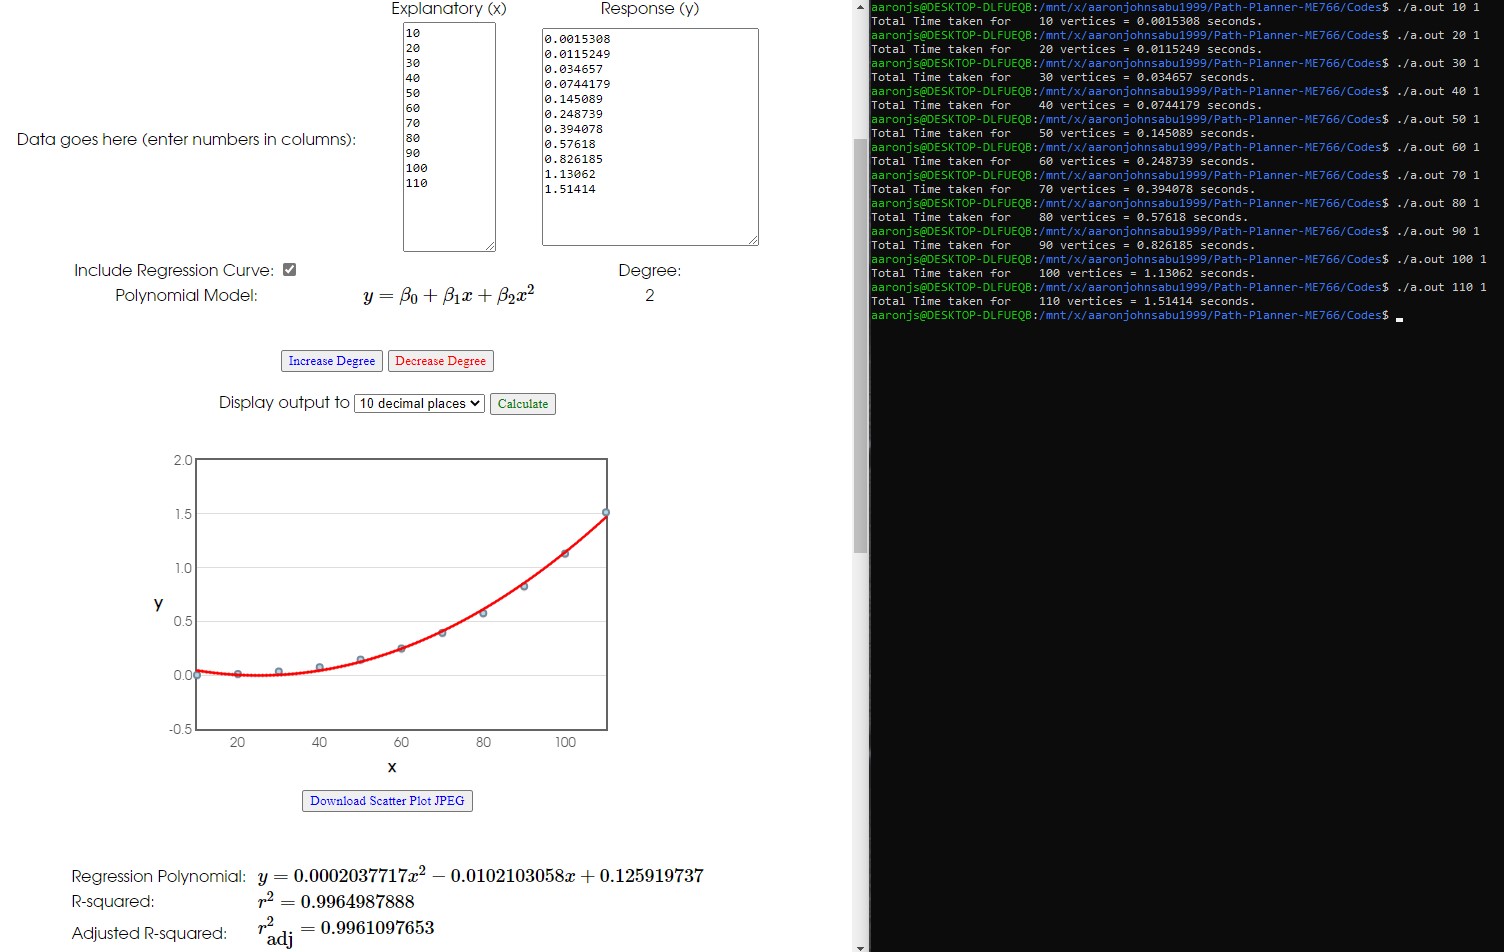 Explanatory (x)
Response (y)
10
20
30
40
50
60
70
80
90
100
110
0.0015308
0.0115249
0.034657
0.0744179
0.145089
0.248739
0.394078
0.57618
0.826185
1.13062
1.51414
Data goes here (enter numbers in columns):
Include Regression Curve:
Degree:
Polynomial Model:
y = β0 + β1x + β2x²
2
Increase Degree
Decrease Degree
Display output to
10 decimal places
Calculate
2.0
1.5
1.0
0.5
0.0
-0.5
y
20
40
60
80
100
x
Download Scatter Plot JPEG
Regression Polynomial: y = 0.0002037717x² − 0.0102103058x + 0.125919737
R-squared: r² = 0.9964987888
Adjusted R-squared: r²adj = 0.9961097653
aaronjs@DESKTOP-DLFUEQB:/mnt/x/aaronjohnsabu1999/Path-Planner-ME766/Codes$ ./a.out 10 1
Total Time taken for    10 vertices = 0.0015308 seconds.
aaronjs@DESKTOP-DLFUEQB:/mnt/x/aaronjohnsabu1999/Path-Planner-ME766/Codes$ ./a.out 20 1
Total Time taken for    20 vertices = 0.0115249 seconds.
aaronjs@DESKTOP-DLFUEQB:/mnt/x/aaronjohnsabu1999/Path-Planner-ME766/Codes$ ./a.out 30 1
Total Time taken for    30 vertices = 0.034657 seconds.
aaronjs@DESKTOP-DLFUEQB:/mnt/x/aaronjohnsabu1999/Path-Planner-ME766/Codes$ ./a.out 40 1
Total Time taken for    40 vertices = 0.0744179 seconds.
aaronjs@DESKTOP-DLFUEQB:/mnt/x/aaronjohnsabu1999/Path-Planner-ME766/Codes$ ./a.out 50 1
Total Time taken for    50 vertices = 0.145089 seconds.
aaronjs@DESKTOP-DLFUEQB:/mnt/x/aaronjohnsabu1999/Path-Planner-ME766/Codes$ ./a.out 60 1
Total Time taken for    60 vertices = 0.248739 seconds.
aaronjs@DESKTOP-DLFUEQB:/mnt/x/aaronjohnsabu1999/Path-Planner-ME766/Codes$ ./a.out 70 1
Total Time taken for    70 vertices = 0.394078 seconds.
aaronjs@DESKTOP-DLFUEQB:/mnt/x/aaronjohnsabu1999/Path-Planner-ME766/Codes$ ./a.out 80 1
Total Time taken for    80 vertices = 0.57618 seconds.
aaronjs@DESKTOP-DLFUEQB:/mnt/x/aaronjohnsabu1999/Path-Planner-ME766/Codes$ ./a.out 90 1
Total Time taken for    90 vertices = 0.826185 seconds.
aaronjs@DESKTOP-DLFUEQB:/mnt/x/aaronjohnsabu1999/Path-Planner-ME766/Codes$ ./a.out 100 1
Total Time taken for    100 vertices = 1.13062 seconds.
aaronjs@DESKTOP-DLFUEQB:/mnt/x/aaronjohnsabu1999/Path-Planner-ME766/Codes$ ./a.out 110 1
Total Time taken for    110 vertices = 1.51414 seconds.
aaronjs@DESKTOP-DLFUEQB:/mnt/x/aaronjohnsabu1999/Path-Planner-ME766/Codes$